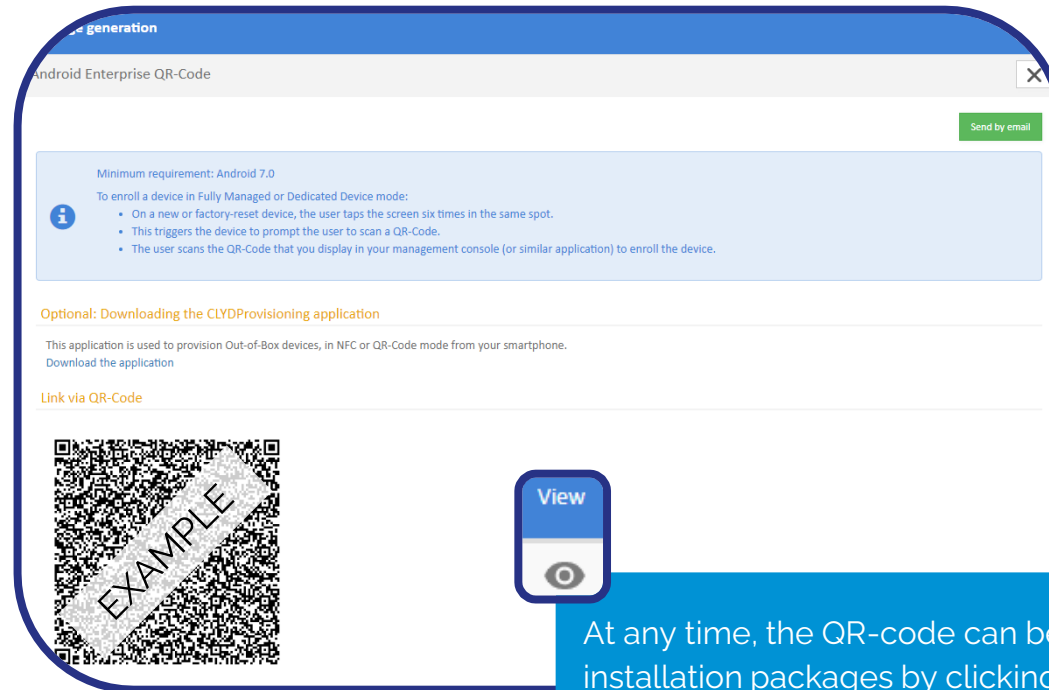 generation
Android Enterprise QR-Code
Send by email
Minimum requirement: Android 7.0
To enroll a device in Fully Managed or Dedicated Device mode:
• On a new or factory-reset device, the user taps the screen six times in the same spot.
• This triggers the device to prompt the user to scan a QR-Code.
• The user scans the QR-Code that you display in your management console (or similar application) to enroll the device.
Optional: Downloading the CLYDProvisioning application
This application is used to provision Out-of-Box devices, in NFC or QR-Code mode from your smartphone.
Download the application
Link via QR-Code
EXAMPLE
View
At any time, the QR-code can be
installation packages by clicking